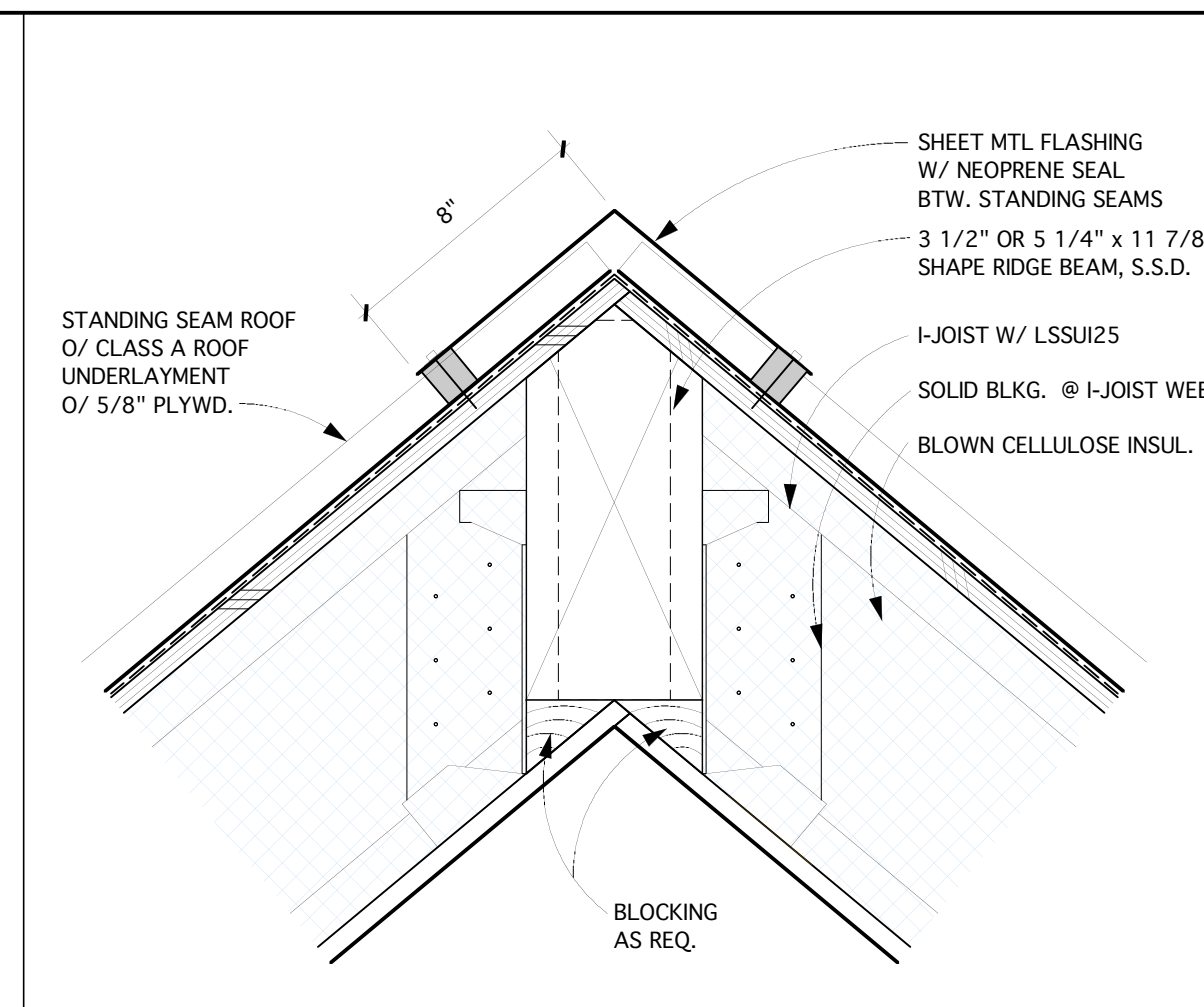 8"
SHEET MTL FLASHING
W/ NEOPRENE SEAL
BTW. STANDING SEAMS
3 1/2" OR 5 1/4" x 11 7/8
SHAPE RIDGE BEAM, S.S.D.
STANDING SEAM ROOF
O/ CLASS A ROOF
UNDERLAYMENT
O/ 5/8" PLYWD.
I-JOIST W/ LSSUI25
SOLID BLKG. @ I-JOIST WEB
BLOWN CELLULOSE INSUL.
BLOCKING
AS REQ.